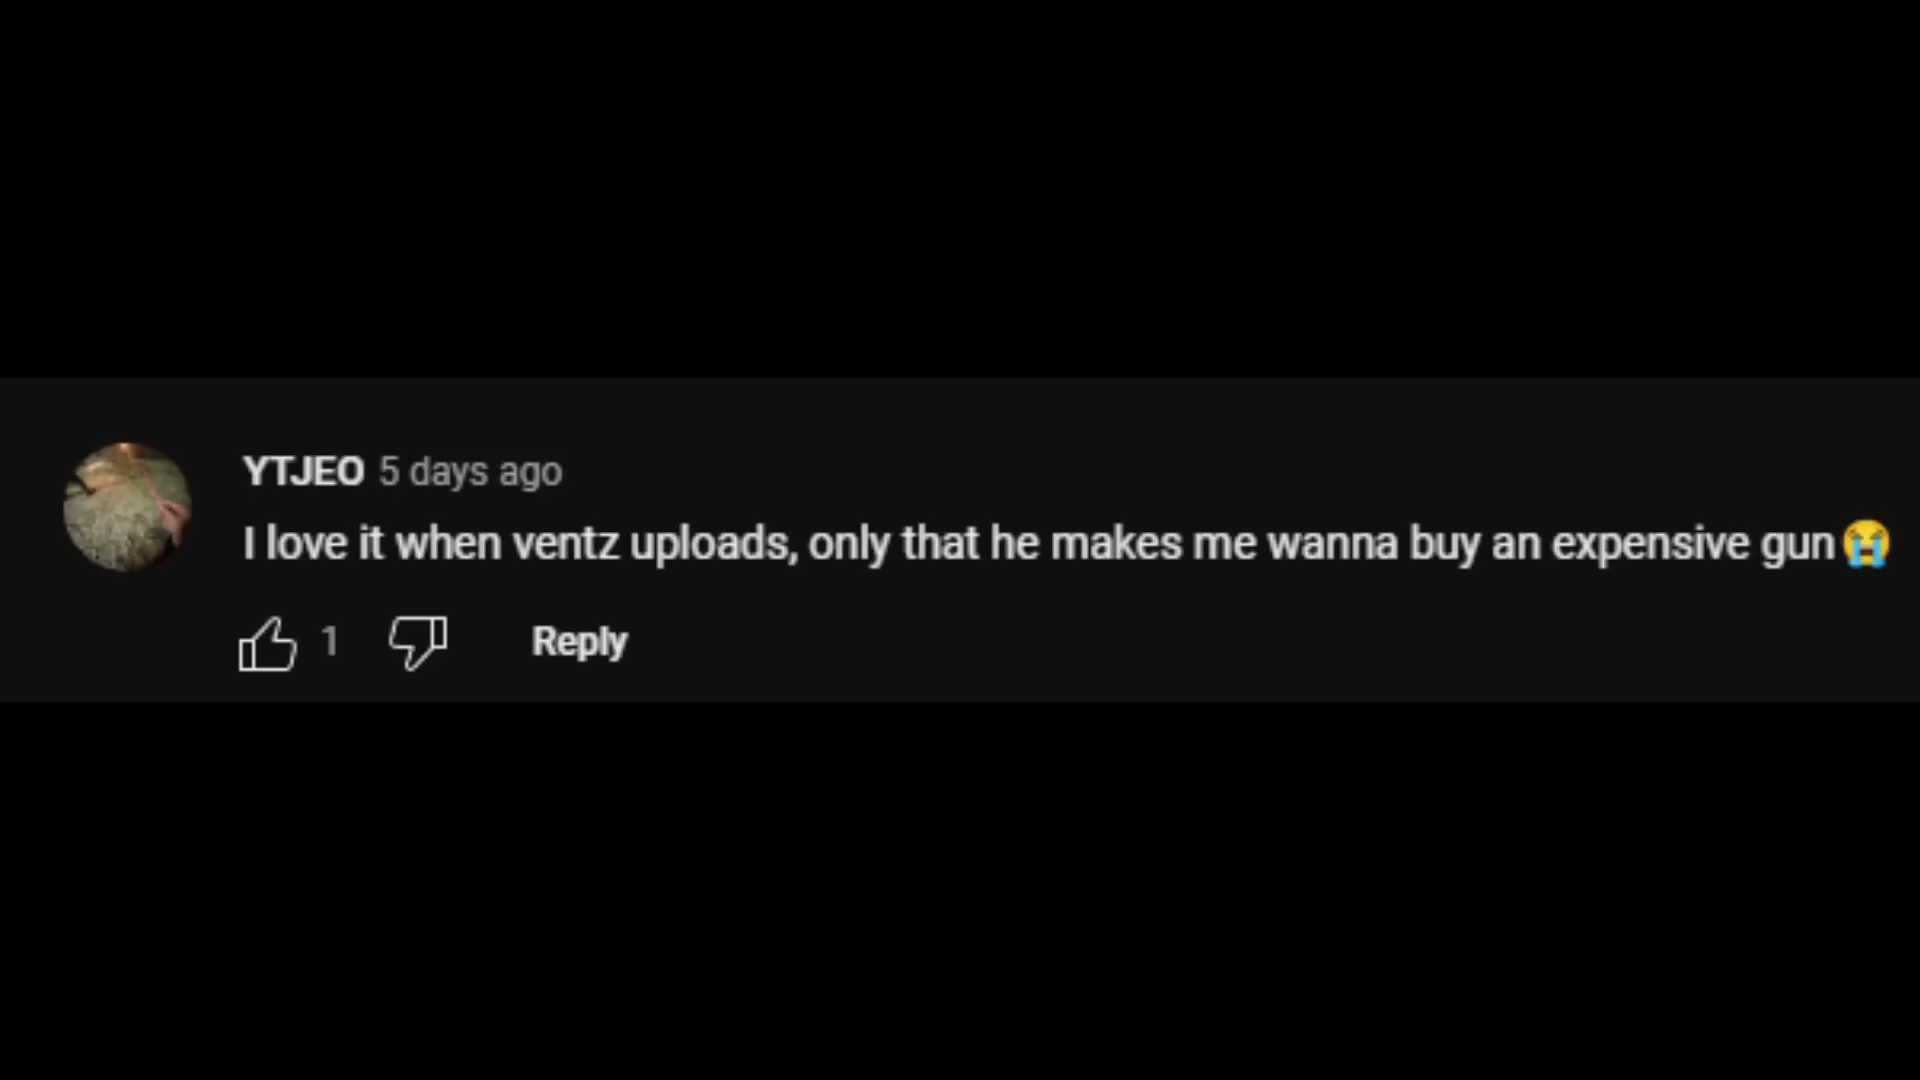 YTJEO 5 days ago
I love it when ventz uploads, only that he makes me wanna buy an expensive gun😭
1 Reply